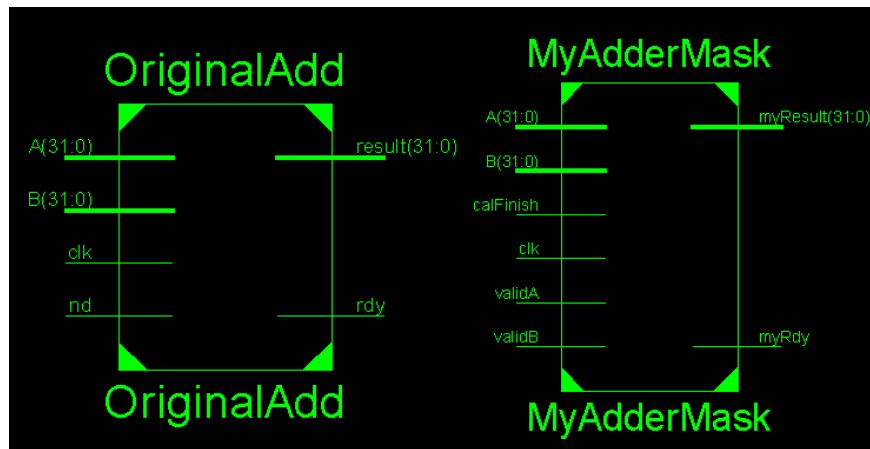 OriginalAdd
A(31:0)
result(31:0)
B(31:0)
clk
nd
rdy
OriginalAdd
MyAdderMask
A(31:0)
myResult(31:0)
B(31:0)
calFinish
clk
validA
validB
myRdy
MyAdderMask